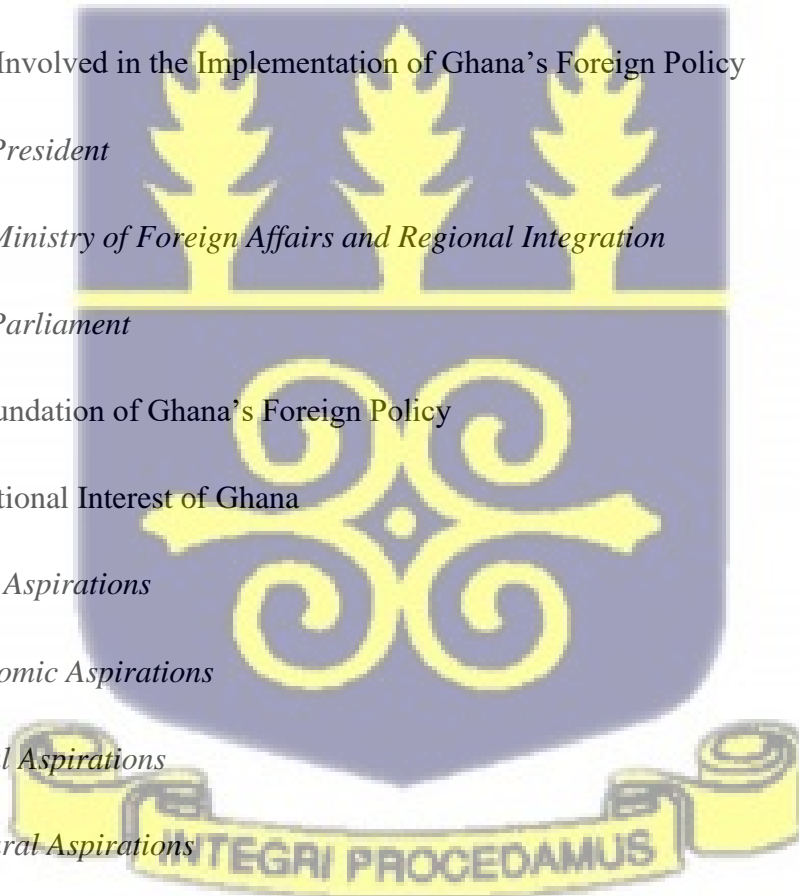 Involved in the Implementation of Ghana’s Foreign Policy
President
Ministry of Foreign Affairs and Regional Integration
Parliament
undation of Ghana’s Foreign Policy
tional Interest of Ghana
Aspirations
omic Aspirations
l Aspirations
ural Aspirations
INTEGRI PROCEDAMUS